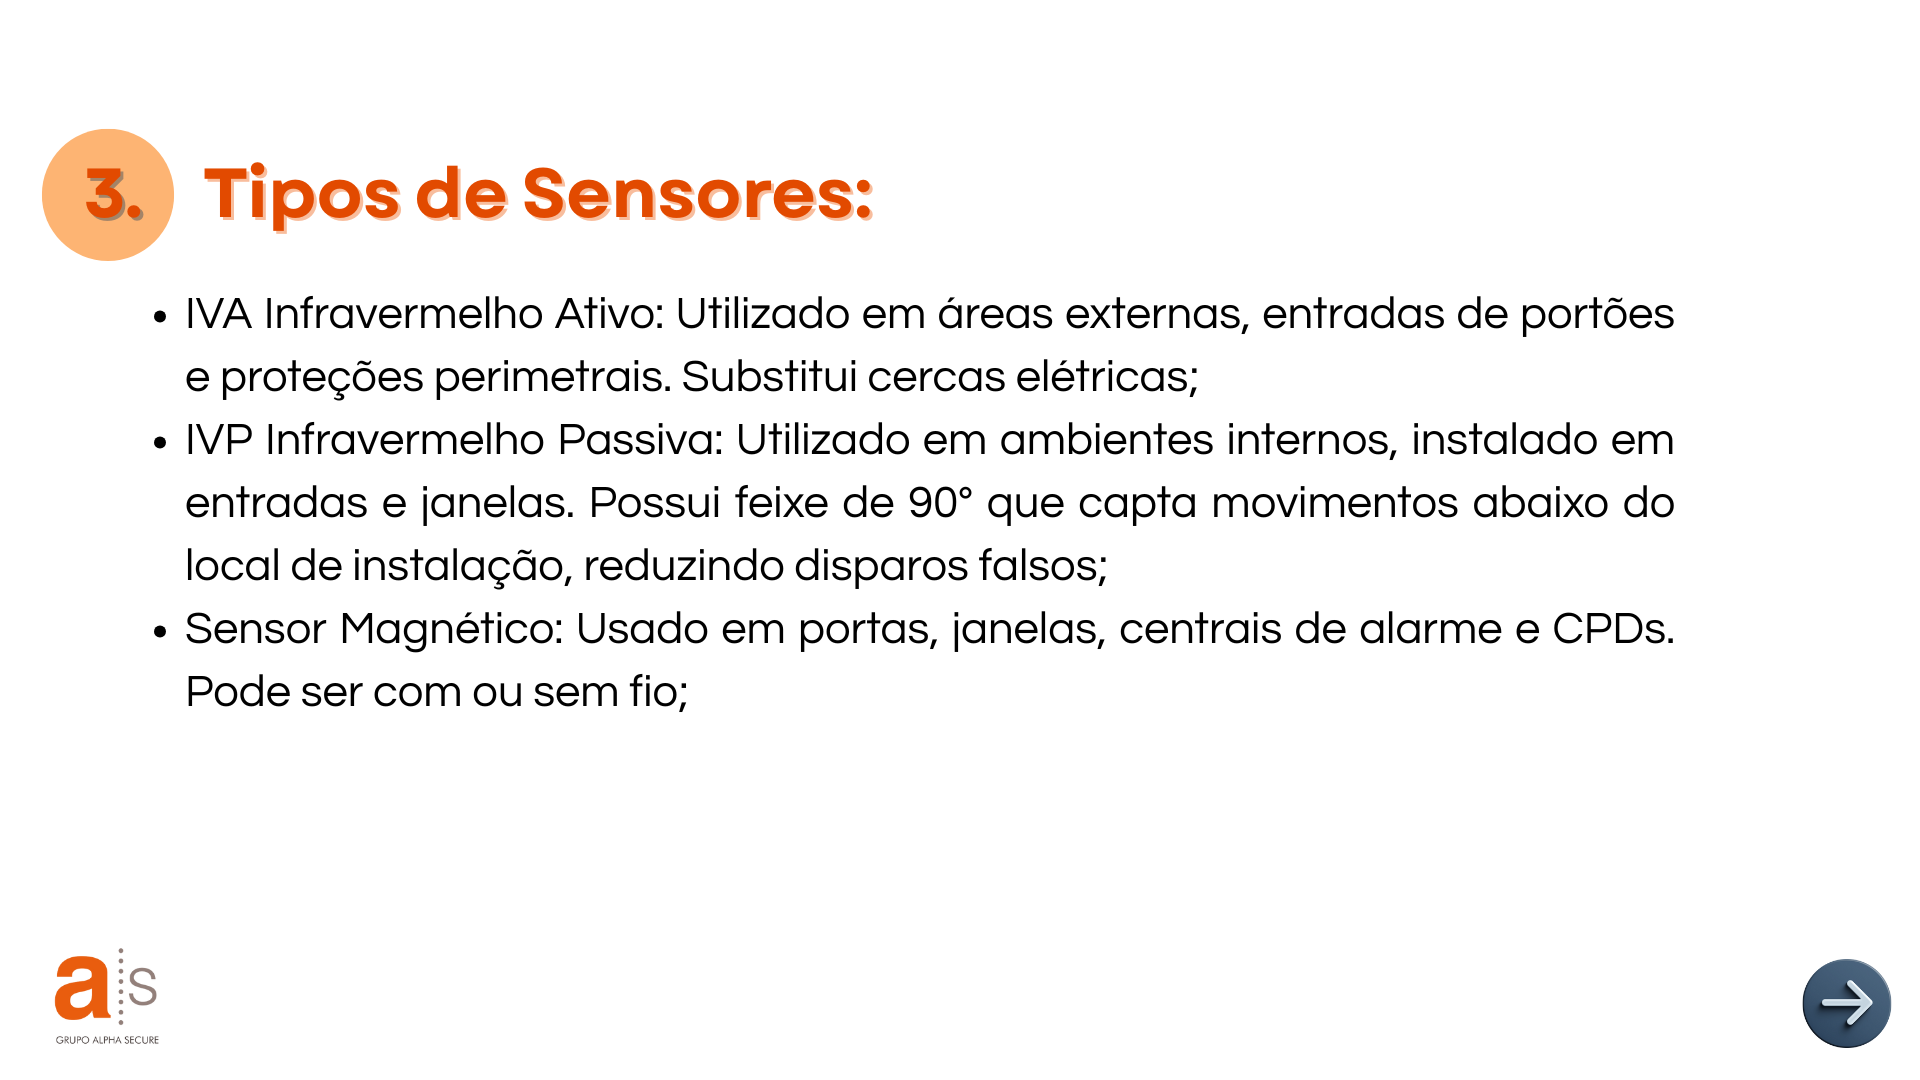 3. Tipos de Sensores:
• IVA Infravermelho Ativo: Utilizado em áreas externas, entradas de portões
e proteções perimetrais. Substitui cercas elétricas;
• IVP Infravermelho Passiva: Utilizado em ambientes internos, instalado em
entradas e janelas. Possui feixe de 90° que capta movimentos abaixo do
local de instalação, reduzindo disparos falsos;
• Sensor Magnético: Usado em portas, janelas, centrais de alarme e CPDs.
Pode ser com ou sem fio;
a s
GRUPO ALPHA SECURE